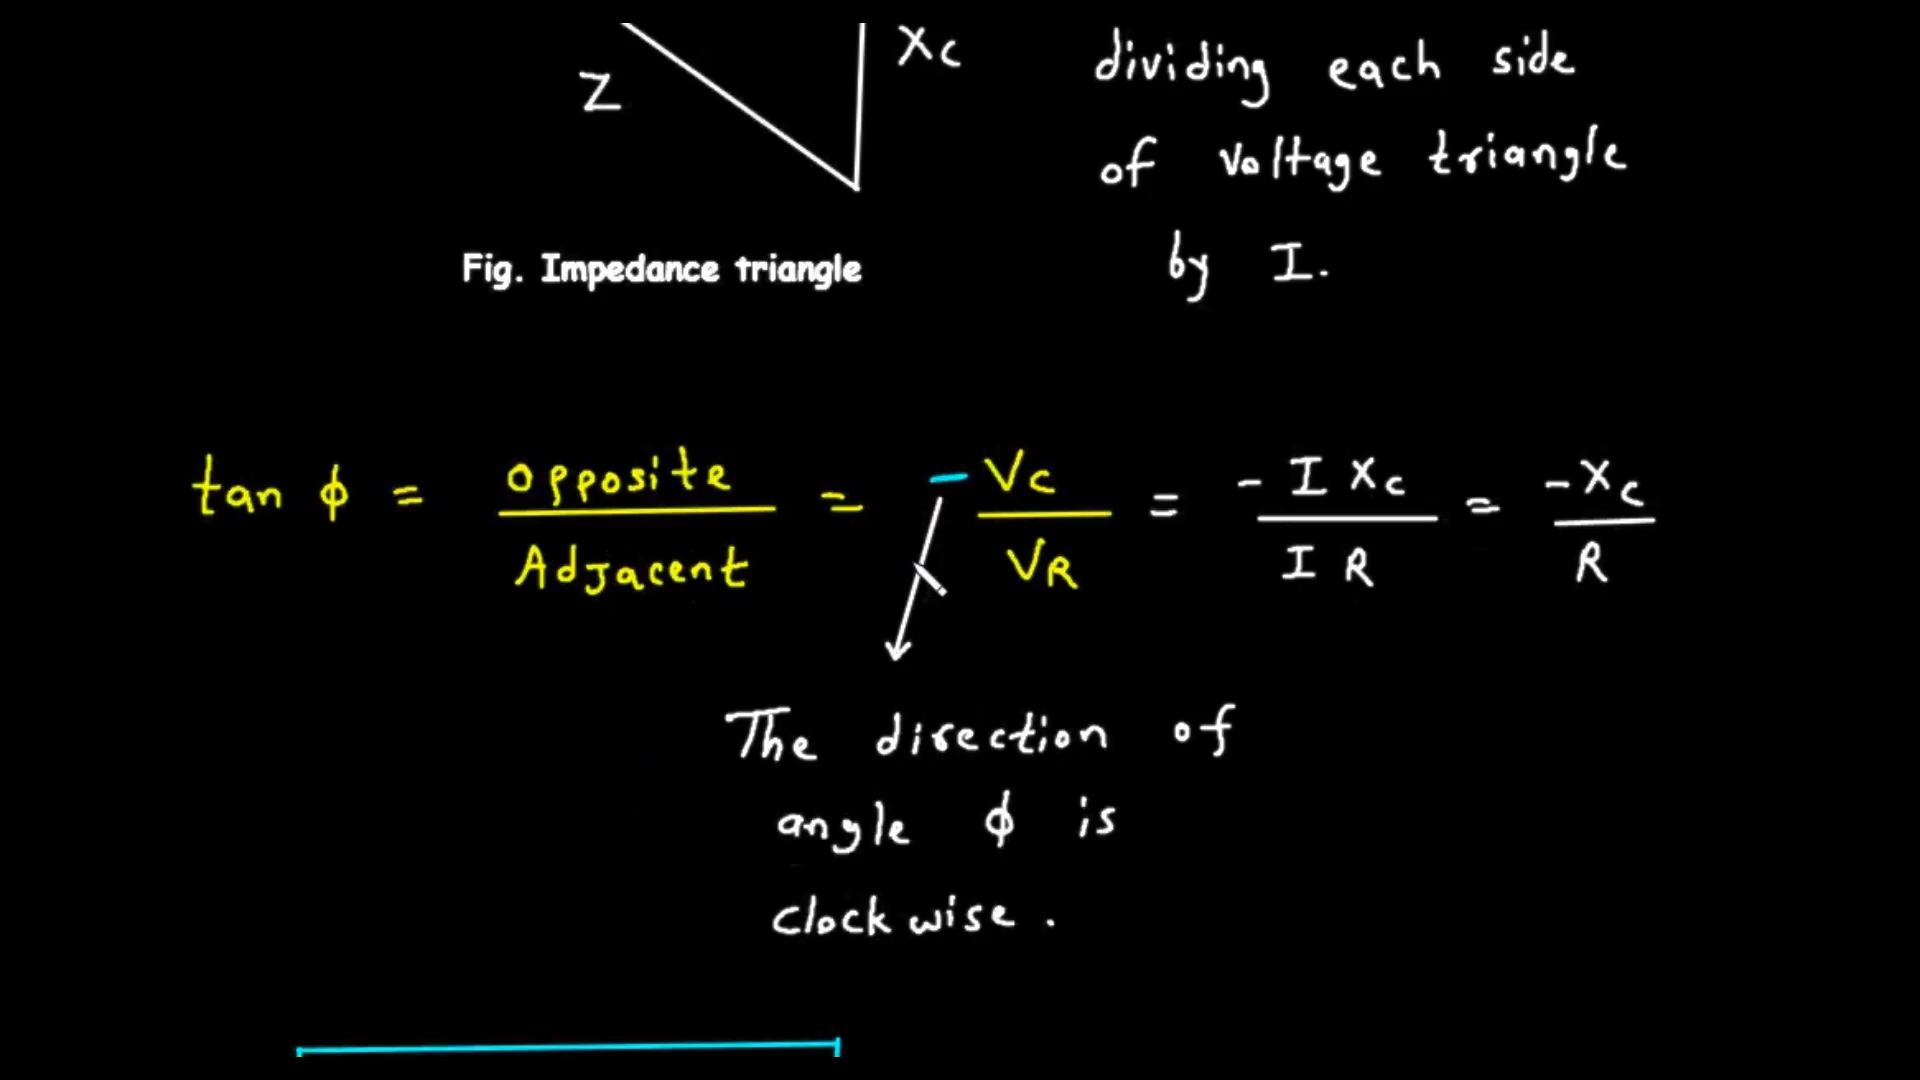 Z
Xc
dividing each side
of voltage triangle
by I.
Fig. Impedance triangle
tan ϕ = Opposite / Adjacent = - Vc / VR = - I Xc / I R = - Xc / R
The direction of
angle ϕ is
clockwise.